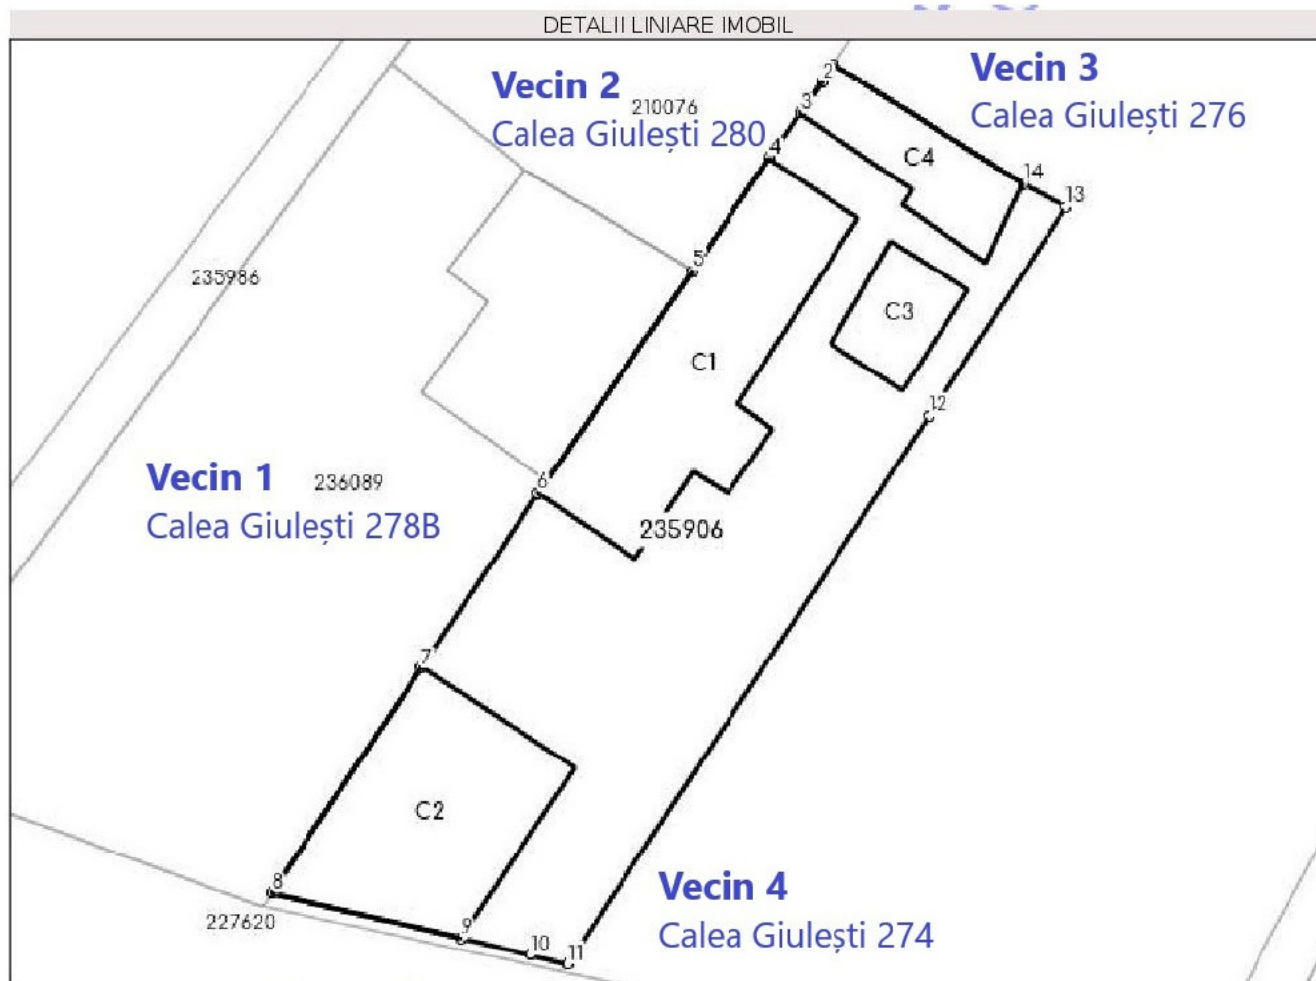 DETALII LINIARE IMOBIL
Vecin 2
210076
Calea Giulești 280
Vecin 3
Calea Giulești 276
2
3
4
C4
14
13
5
235986
C3
C1
12
Vecin 1
236089
Calea Giulești 278B
6
235906
7
C2
8
227620
9
10
11
Vecin 4
Calea Giulești 274